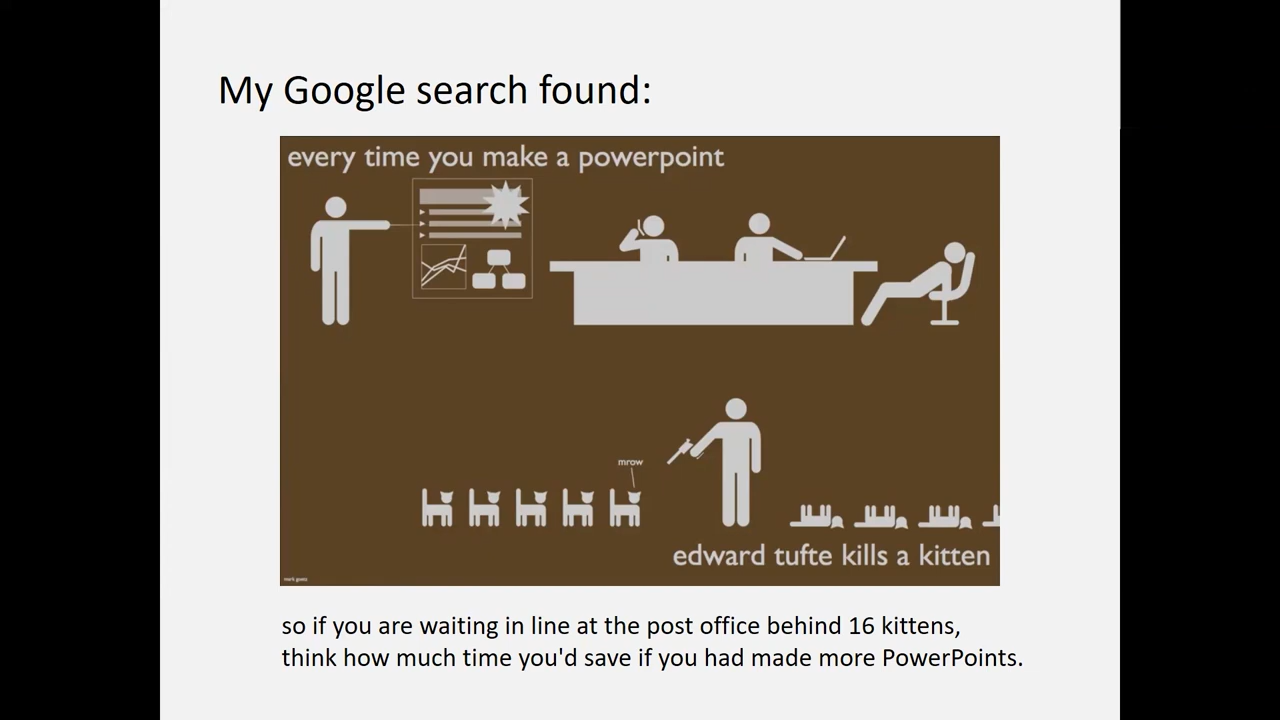 My Google search found:
every time you make a powerpoint
mrow
edward tufte kills a kitten
mark goetz
so if you are waiting in line at the post office behind 16 kittens,
think how much time you'd save if you had made more PowerPoints.